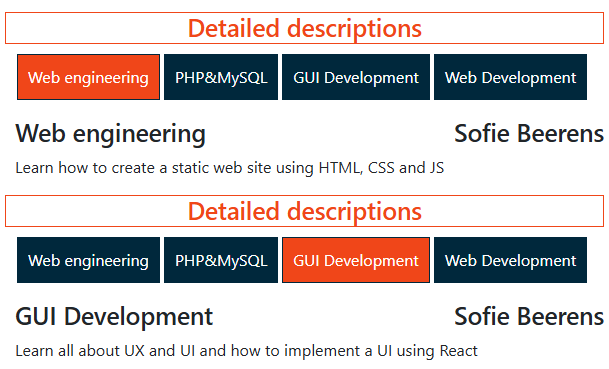 Detailed descriptions
Web engineering PHP&MySQL GUI Development Web Development
Web engineering Sofie Beerens
Learn how to create a static web site using HTML, CSS and JS
Detailed descriptions
Web engineering PHP&MySQL GUI Development Web Development
GUI Development Sofie Beerens
Learn all about UX and UI and how to implement a UI using React